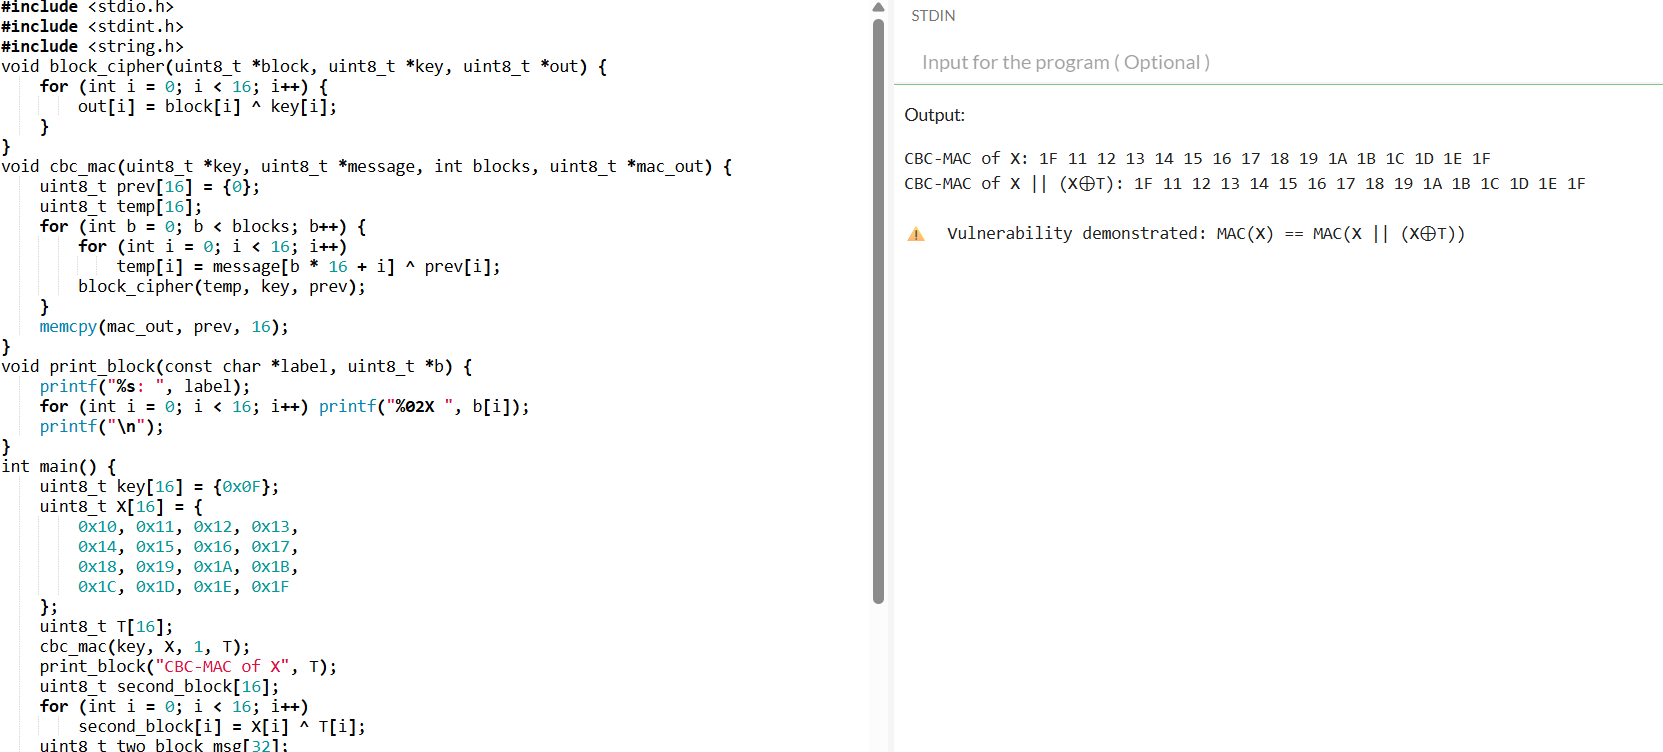 #include <stdio.h>
#include <stdint.h>
#include <string.h>
void block_cipher(uint8_t *block, uint8_t *key, uint8_t *out) {
    for (int i = 0; i < 16; i++) {
        out[i] = block[i] ^ key[i];
    }
}
void cbc_mac(uint8_t *key, uint8_t *message, int blocks, uint8_t *mac_out) {
    uint8_t prev[16] = {0};
    uint8_t temp[16];
    for (int b = 0; b < blocks; b++) {
        for (int i = 0; i < 16; i++)
            temp[i] = message[b * 16 + i] ^ prev[i];
        block_cipher(temp, key, prev);
    }
    memcpy(mac_out, prev, 16);
}
void print_block(const char *label, uint8_t *b) {
    printf("%s: ", label);
    for (int i = 0; i < 16; i++) printf("%02X ", b[i]);
    printf("\n");
}
int main() {
    uint8_t key[16] = {0x0F};
    uint8_t X[16] = {
        0x10, 0x11, 0x12, 0x13,
        0x14, 0x15, 0x16, 0x17,
        0x18, 0x19, 0x1A, 0x1B,
        0x1C, 0x1D, 0x1E, 0x1F
    };
    uint8_t T[16];
    cbc_mac(key, X, 1, T);
    print_block("CBC-MAC of X", T);
    uint8_t second_block[16];
    for (int i = 0; i < 16; i++)
        second_block[i] = X[i] ^ T[i];
    uint8_t two_block_msg[32];
STDIN
Input for the program ( Optional )
Output:
CBC-MAC of X: 1F 11 12 13 14 15 16 17 18 19 1A 1B 1C 1D 1E 1F
CBC-MAC of X || (X⊕T): 1F 11 12 13 14 15 16 17 18 19 1A 1B 1C 1D 1E 1F
⚠ Vulnerability demonstrated: MAC(X) == MAC(X || (X⊕T))